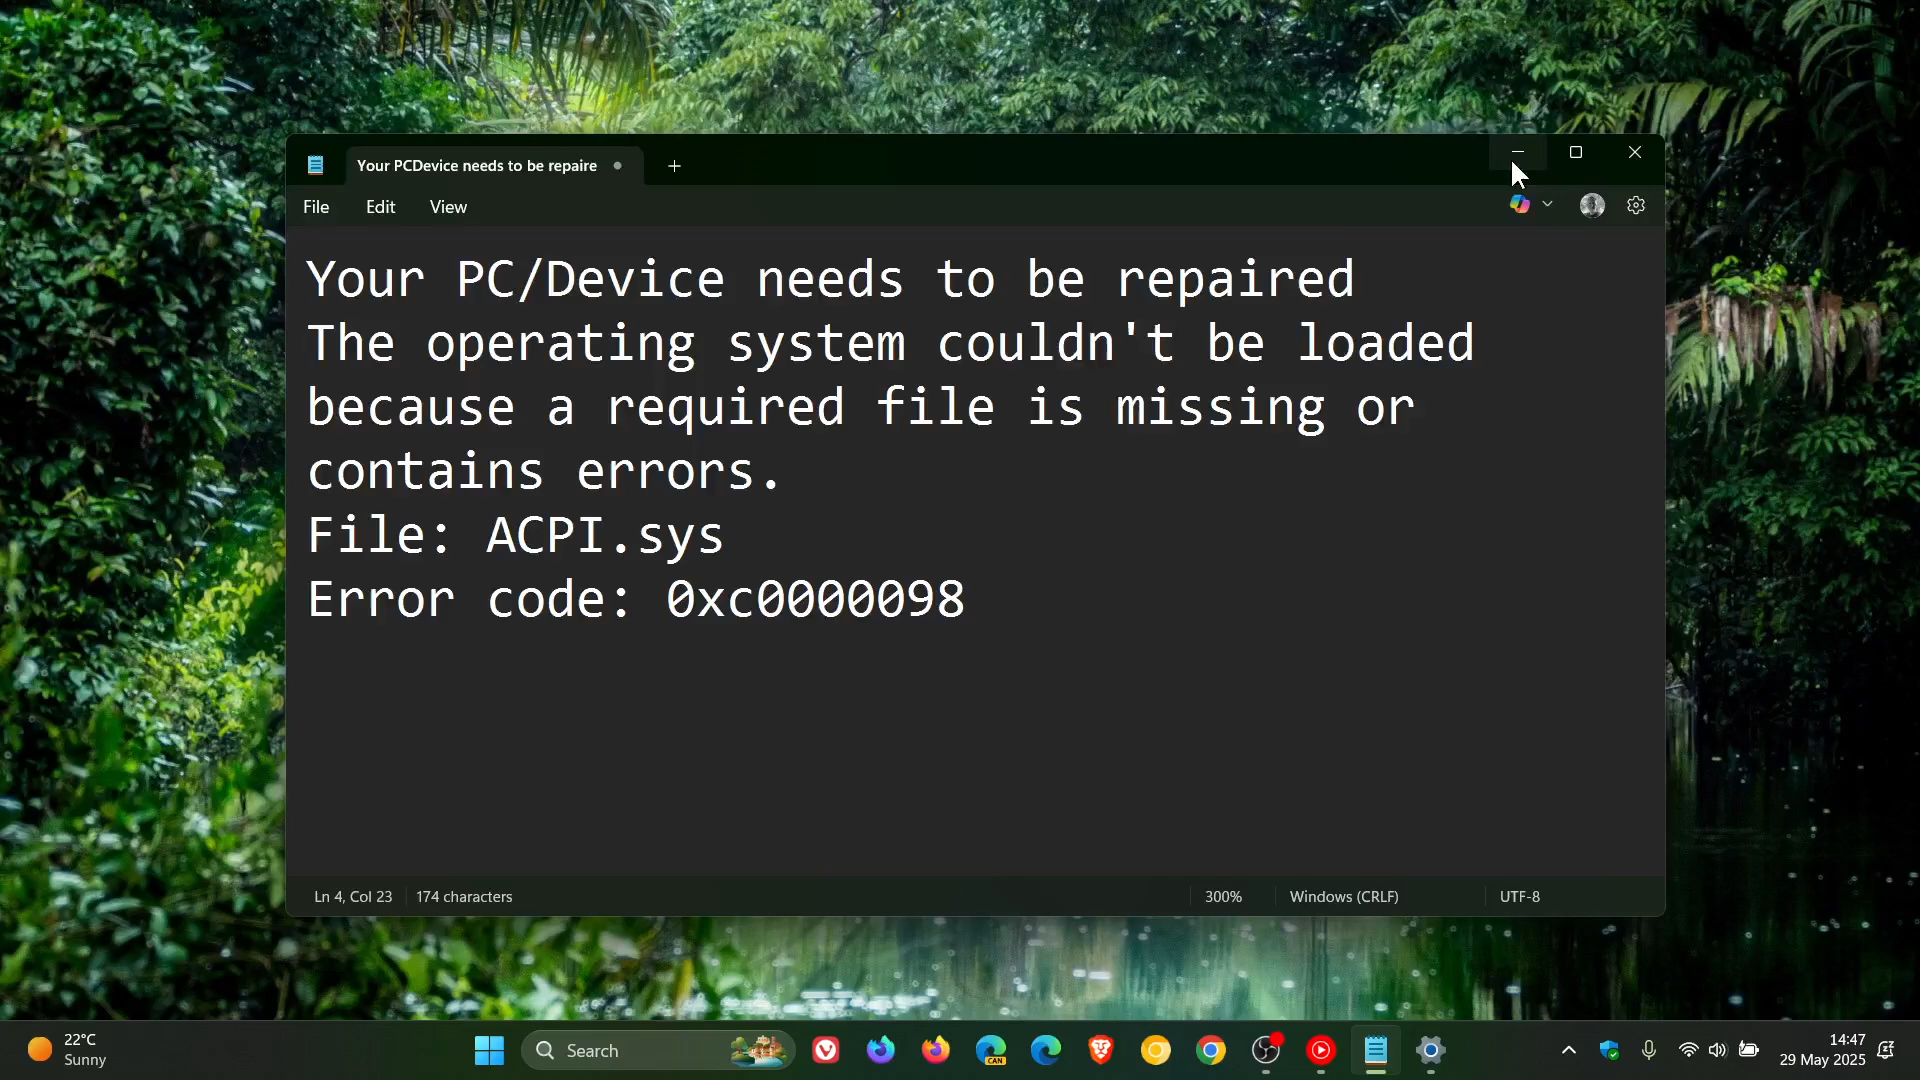 Your PCDevice needs to be repaire
File Edit View
Your PC/Device needs to be repaired
The operating system couldn't be loaded
because a required file is missing or
contains errors.
File: ACPI.sys
Error code: 0xc0000098
Ln 4, Col 23 174 characters 300% Windows (CRLF) UTF-8
22°C
Sunny
Search
CAN
14:47
29 May 2025